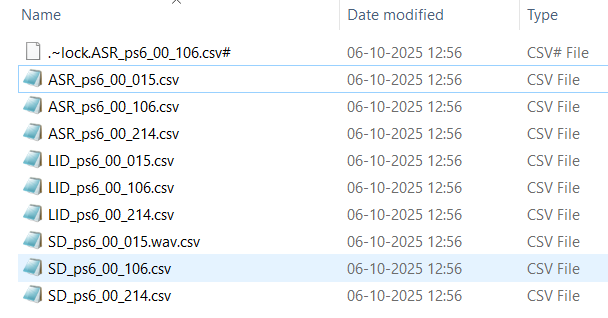 Name Date modified Type
.~lock.ASR_ps6_00_106.csv# 06-10-2025 12:56 CSV# File
ASR_ps6_00_015.csv 06-10-2025 12:56 CSV File
ASR_ps6_00_106.csv 06-10-2025 12:56 CSV File
ASR_ps6_00_214.csv 06-10-2025 12:56 CSV File
LID_ps6_00_015.csv 06-10-2025 12:56 CSV File
LID_ps6_00_106.csv 06-10-2025 12:56 CSV File
LID_ps6_00_214.csv 06-10-2025 12:56 CSV File
SD_ps6_00_015.wav.csv 06-10-2025 12:56 CSV File
SD_ps6_00_106.csv 06-10-2025 12:56 CSV File
SD_ps6_00_214.csv 06-10-2025 12:56 CSV File